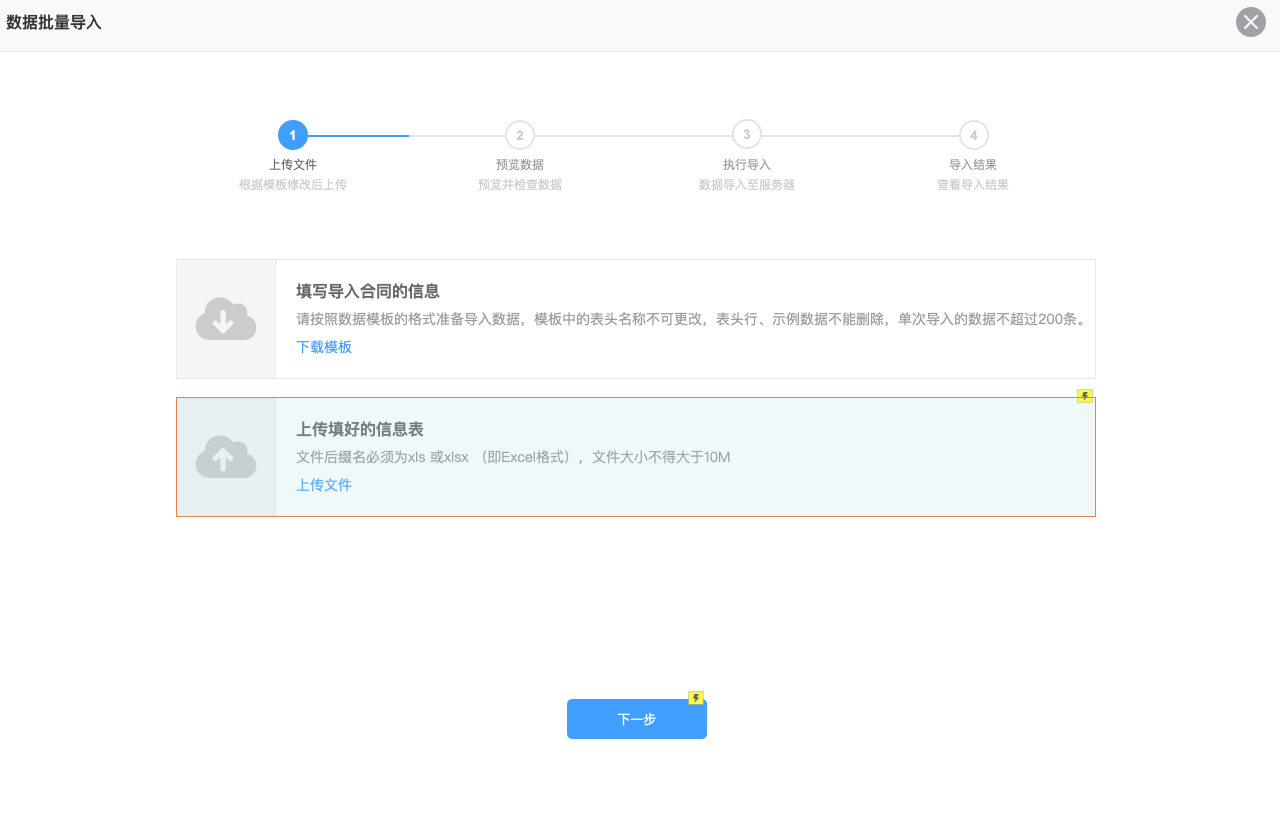 数据批量导入
1
2
3
4
上传文件
预览数据
执行导入
导入结果
根据模板修改后上传
预览并检查数据
数据导入至服务器
查看导入结果
填写导入合同的信息
请按照数据模板的格式准备导入数据，模板中的表头名称不可更改，表头行、示例数据不能删除，单次导入的数据不超过200条。
下载模板
上传填好的信息表
文件后缀名必须为xls 或xlsx （即Excel格式），文件大小不得大于10M
上传文件
下一步